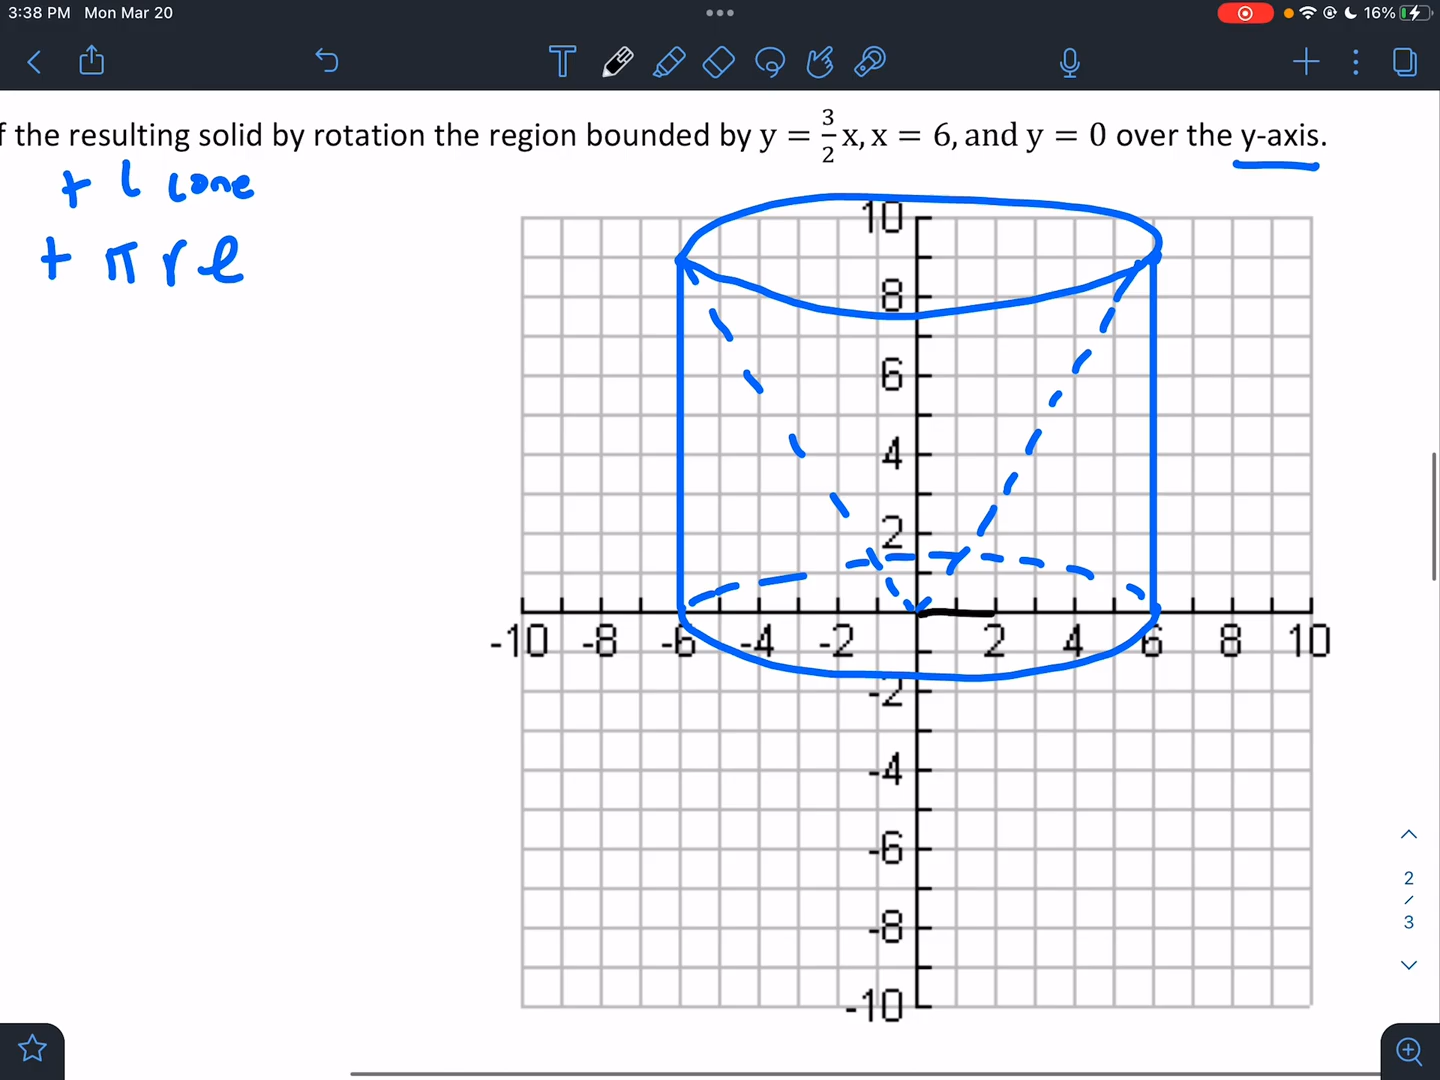 3:38 PM Mon Mar 20
16%
f the resulting solid by rotation the region bounded by y = 3/2 x, x = 6, and y = 0 over the y-axis.
+ L cone
+ π r l
10
8
6
4
2
-10 -8 -6 -4 -2 2 4 6 8 10
-2
-4
-6
-8
-10
2
/
3